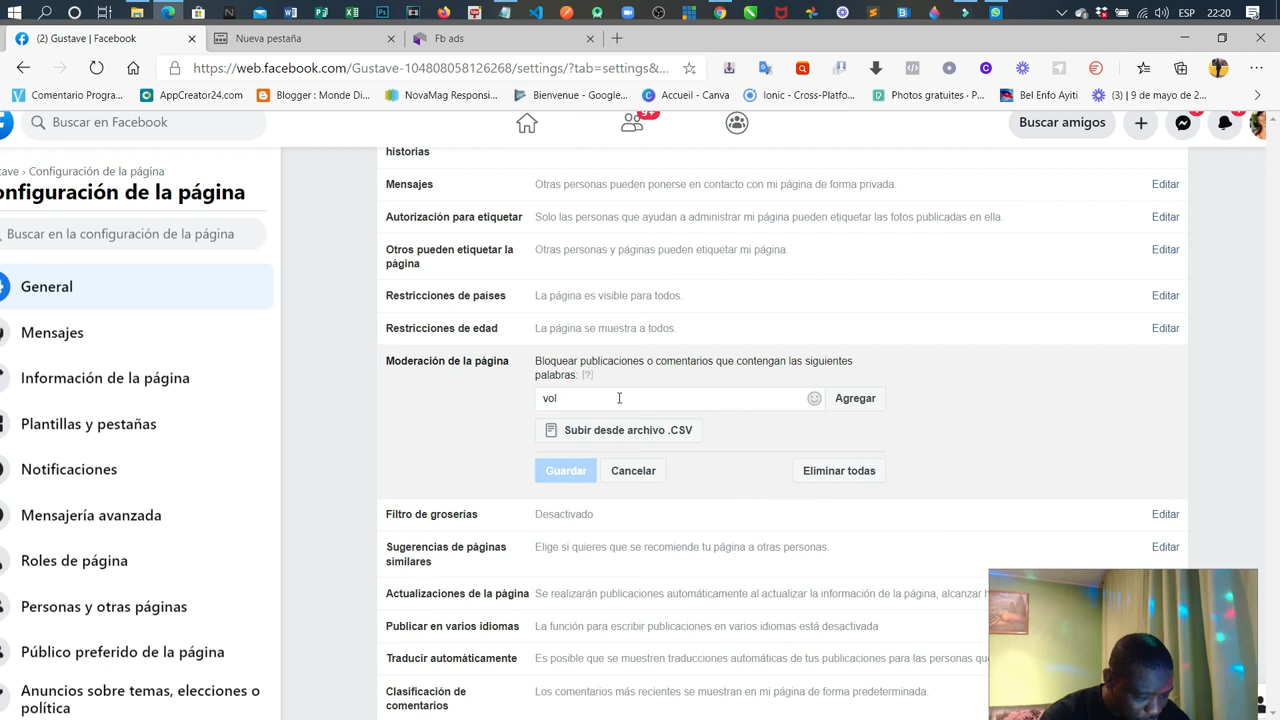 ESP 22:20
(2) Gustave | Facebook
Nueva pestaña
Fb ads
https://web.facebook.com/Gustave-104808058126268/settings/?tab=settings&...
Comentario Progra...
AppCreator24.com
Blogger : Monde Di...
NovaMag Responsi...
Bienvenue - Google...
Accueil - Canva
Ionic - Cross-Platfo...
Photos gratuites · P...
Bel Enfo Ayiti
(3) | 9 de mayo de 2...
Buscar en Facebook
9+
Buscar amigos
historias
tave › Configuración de la página
onfiguración de la página
Buscar en la configuración de la página
General
Mensajes
Información de la página
Plantillas y pestañas
Notificaciones
Mensajería avanzada
Roles de página
Personas y otras páginas
Público preferido de la página
Anuncios sobre temas, elecciones o
política
Mensajes Otras personas pueden ponerse en contacto con mi página de forma privada. Editar
Autorización para etiquetar Solo las personas que ayudan a administrar mi página pueden etiquetar las fotos publicadas en ella. Editar
Otros pueden etiquetar la Otras personas y páginas pueden etiquetar mi página. Editar
página
Restricciones de países La página es visible para todos. Editar
Restricciones de edad La página se muestra a todos. Editar
Moderación de la página Bloquear publicaciones o comentarios que contengan las siguientes
palabras: [?]
vol Agregar
Subir desde archivo .CSV
Guardar Cancelar Eliminar todas
Filtro de groserías Desactivado Editar
Sugerencias de páginas Elige si quieres que se recomiende tu página a otras personas. Editar
similares
Actualizaciones de la página Se realizarán publicaciones automáticamente al actualizar la información de la página, alcanzar h
Publicar en varios idiomas La función para escribir publicaciones en varios idiomas está desactivada
Traducir automáticamente Es posible que se muestren traducciones automáticas de tus publicaciones para las personas que
Clasificación de Los comentarios más recientes se muestran en mi página de forma predeterminada.
comentarios